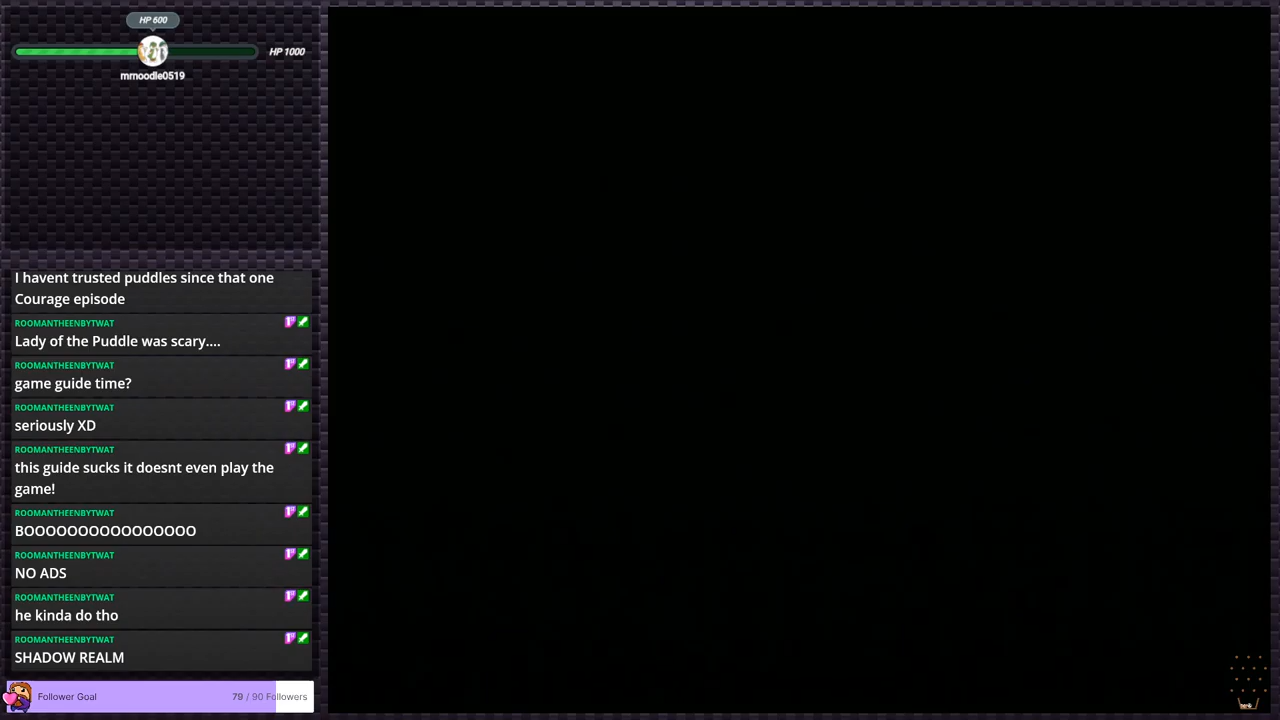 HP 600
HP 1000
mrnoodle0519
I havent trusted puddles since that one
Courage episode
ROOMANTHEENBYTWAT
Lady of the Puddle was scary....
ROOMANTHEENBYTWAT
game guide time?
ROOMANTHEENBYTWAT
seriously XD
ROOMANTHEENBYTWAT
this guide sucks it doesnt even play the
game!
ROOMANTHEENBYTWAT
BOOOOOOOOOOOOOOOO
ROOMANTHEENBYTWAT
NO ADS
ROOMANTHEENBYTWAT
he kinda do tho
ROOMANTHEENBYTWAT
SHADOW REALM
Follower Goal 79 / 90 Followers